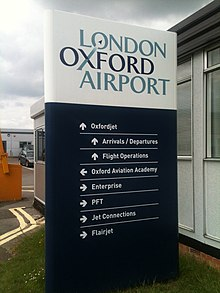 LONDON
OXFORD
AIRPORT
Oxfordjet
Arrivals / Departures
Flight Operations
Oxford Aviation Academy
Enterprise
PFT
Jet Connections
Flairjet